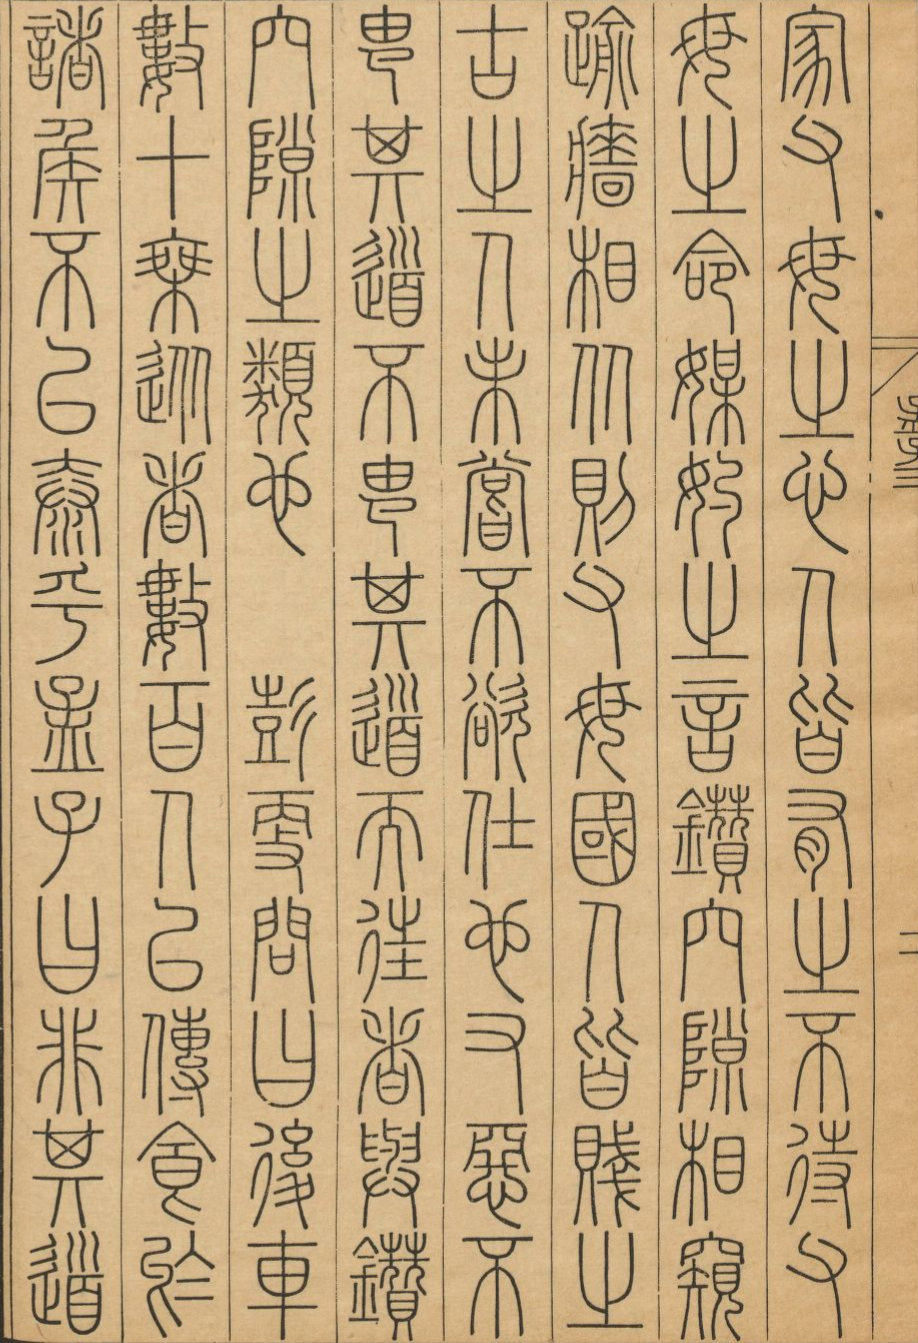 家父母之心人皆有之不待父
母之命媒妁之言鑽穴隙相窺
踰牆相从則父母國人皆賤之
古之人未嘗不欲仕也又惡不
由其道不由其道而往者與鑽
穴隙之類也　彭更問曰後車
數十乘從者數百人以傳食於
諸侯不以泰乎孟子曰非其道